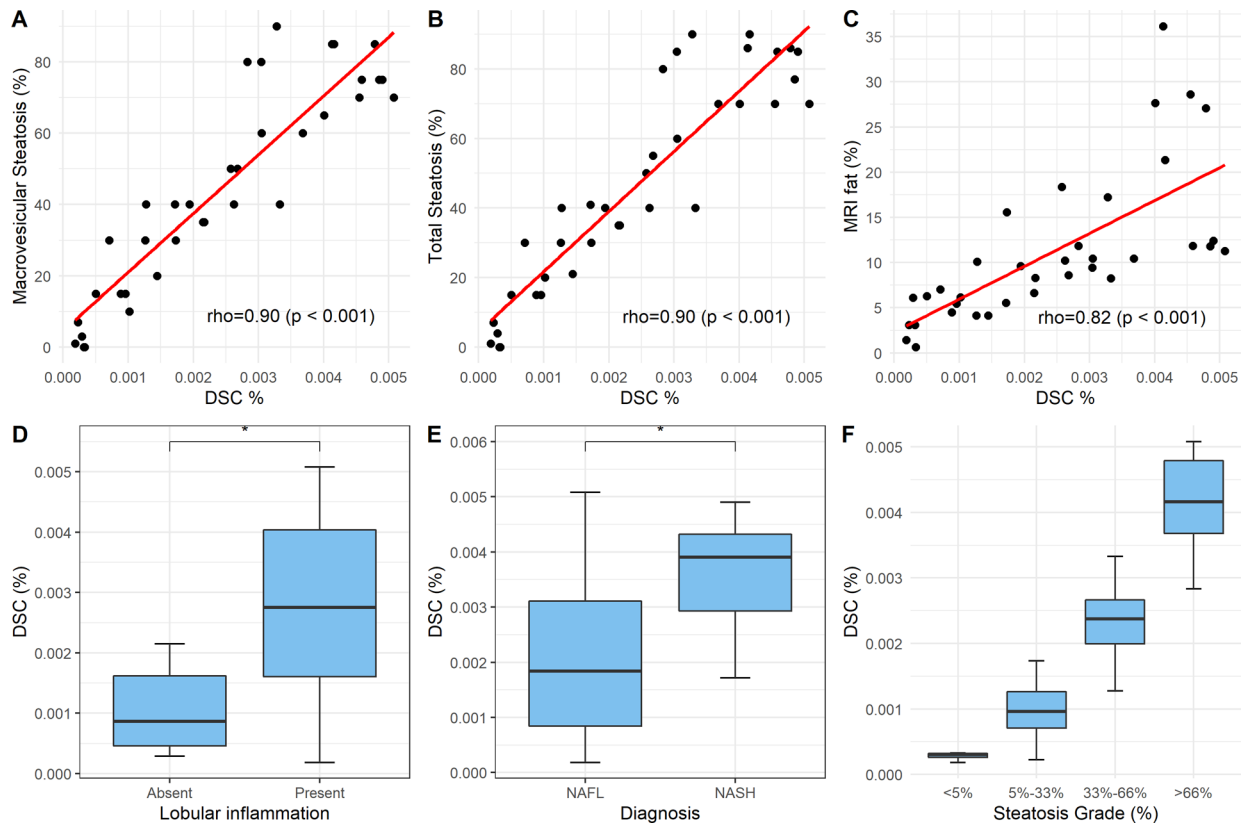 A
Macrovesicular Steatosis (%)
80
60
40
20
0
rho=0.90 (p < 0.001)
0.000 0.001 0.002 0.003 0.004 0.005
DSC %
B
Total Steatosis (%)
80
60
40
20
0
rho=0.90 (p < 0.001)
0.000 0.001 0.002 0.003 0.004 0.005
DSC %
C
MRI fat (%)
35
30
25
20
15
10
5
0
rho=0.82 (p < 0.001)
0.000 0.001 0.002 0.003 0.004 0.005
DSC %
D
*
DSC (%)
0.005
0.004
0.003
0.002
0.001
0.000
Absent Present
Lobular inflammation
E
*
DSC (%)
0.006
0.005
0.004
0.003
0.002
0.001
0.000
NAFL NASH
Diagnosis
F
DSC (%)
0.005
0.004
0.003
0.002
0.001
0.000
<5% 5%-33% 33%-66% >66%
Steatosis Grade (%)